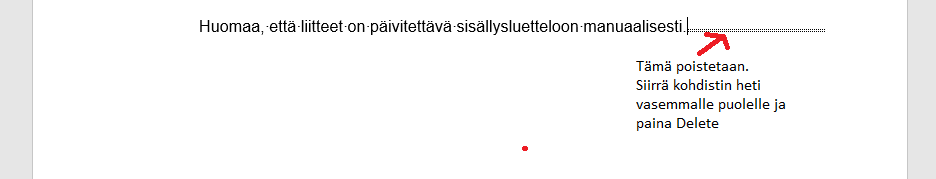 Huomaa, että liitteet on päivitettävä sisällysluetteloon manuaalisesti.
Tämä poistetaan.
Siirrä kohdistin heti
vasemmalle puolelle ja
paina Delete